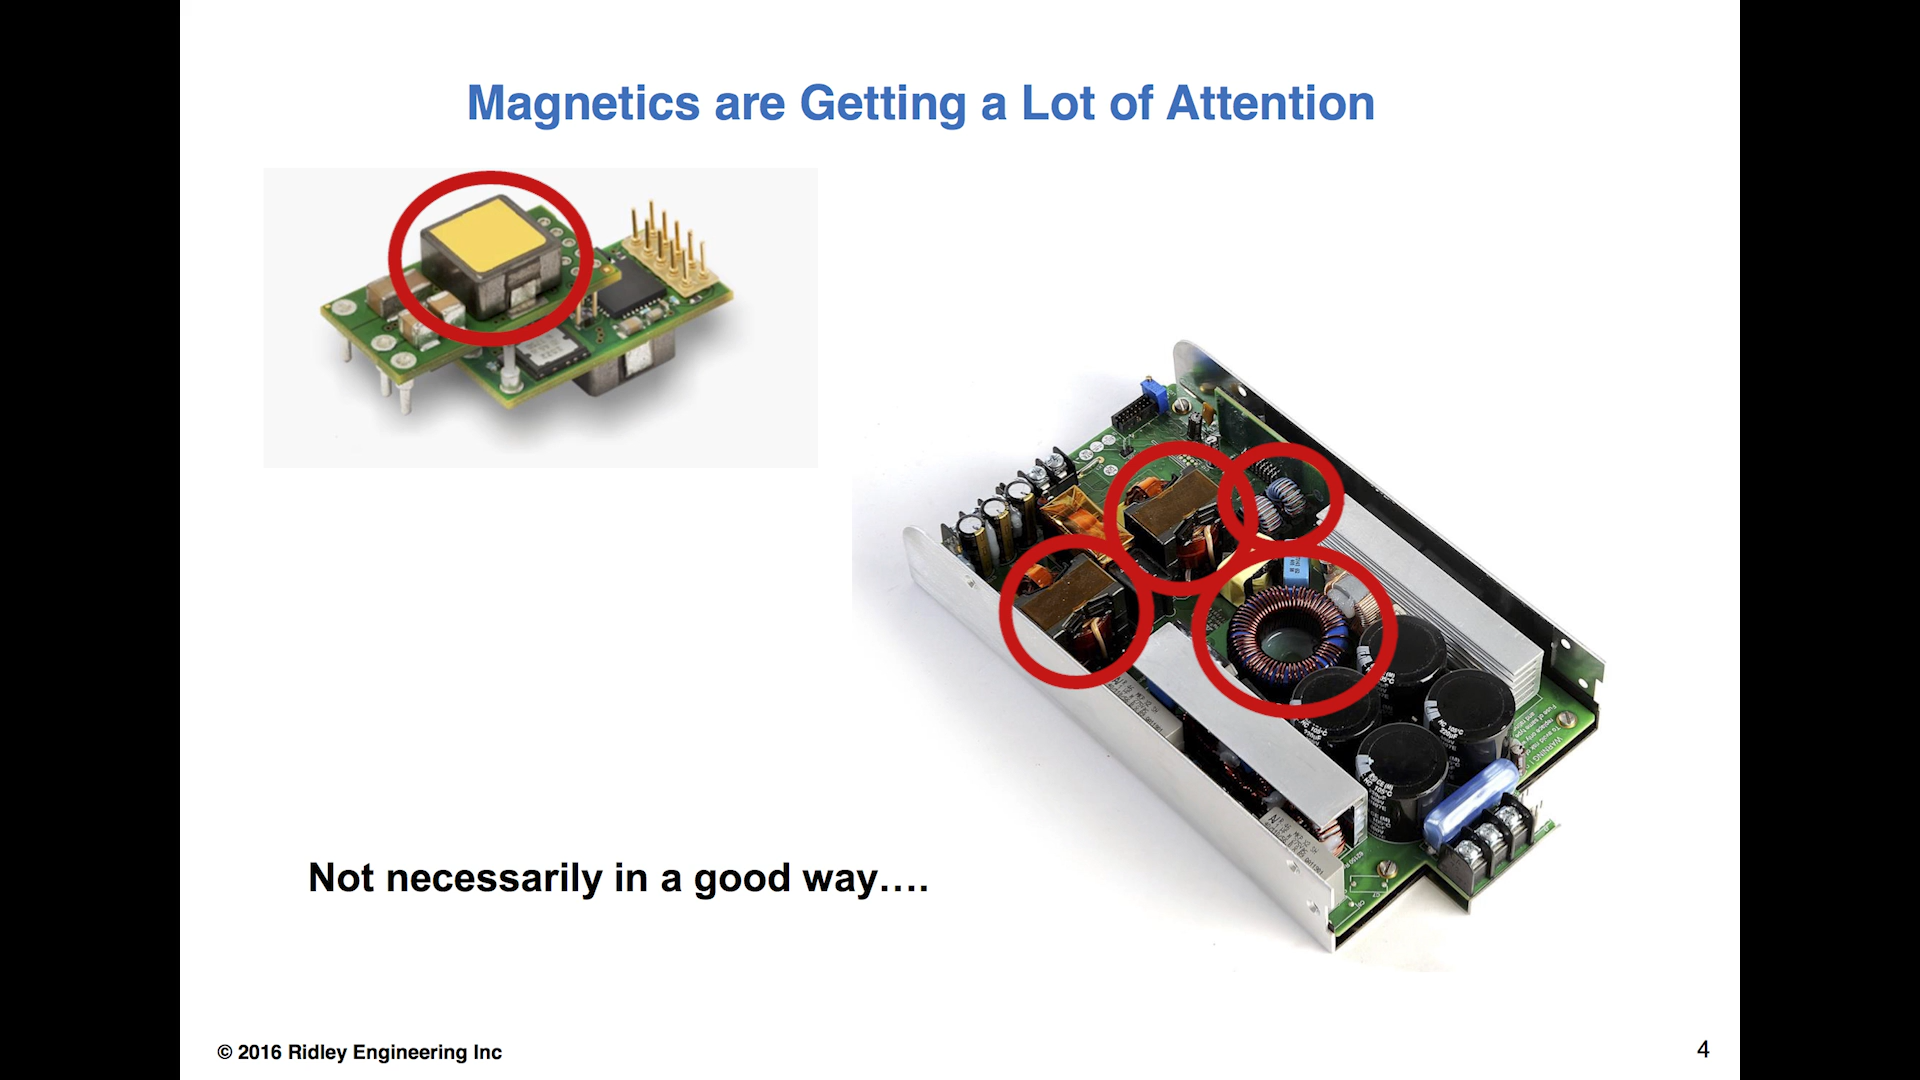 Magnetics are Getting a Lot of Attention
Not necessarily in a good way….
© 2016 Ridley Engineering Inc
4